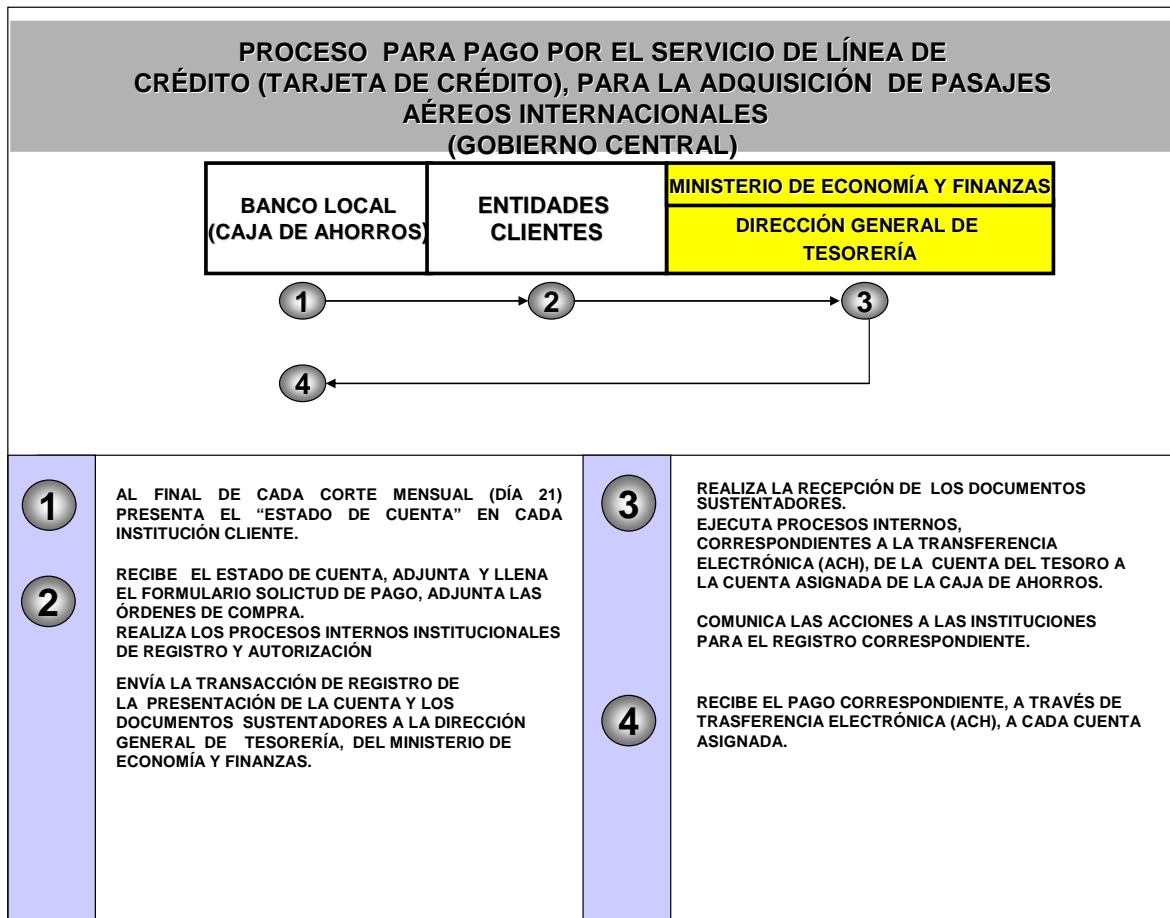 PROCESO PARA PAGO POR EL SERVICIO DE LÍNEA DE
CRÉDITO (TARJETA DE CRÉDITO), PARA LA ADQUISICIÓN DE PASAJES
AÉREOS INTERNACIONALES
(GOBIERNO CENTRAL)
BANCO LOCAL
(CAJA DE AHORROS)
ENTIDADES
CLIENTES
MINISTERIO DE ECONOMÍA Y FINANZAS
DIRECCIÓN GENERAL DE
TESORERÍA
1
2
3
4
1
AL FINAL DE CADA CORTE MENSUAL (DÍA 21)
PRESENTA EL “ESTADO DE CUENTA” EN CADA
INSTITUCIÓN CLIENTE.
2
RECIBE EL ESTADO DE CUENTA, ADJUNTA Y LLENA
EL FORMULARIO SOLICTUD DE PAGO, ADJUNTA LAS
ÓRDENES DE COMPRA.
REALIZA LOS PROCESOS INTERNOS INSTITUCIONALES
DE REGISTRO Y AUTORIZACIÓN
ENVÍA LA TRANSACCIÓN DE REGISTRO DE
LA PRESENTACIÓN DE LA CUENTA Y LOS
DOCUMENTOS SUSTENTADORES A LA DIRECCIÓN
GENERAL DE TESORERÍA, DEL MINISTERIO DE
ECONOMÍA Y FINANZAS.
3
REALIZA LA RECEPCIÓN DE LOS DOCUMENTOS
SUSTENTADORES.
EJECUTA PROCESOS INTERNOS,
CORRESPONDIENTES A LA TRANSFERENCIA
ELECTRÓNICA (ACH), DE LA CUENTA DEL TESORO A
LA CUENTA ASIGNADA DE LA CAJA DE AHORROS.
COMUNICA LAS ACCIONES A LAS INSTITUCIONES
PARA EL REGISTRO CORRESPONDIENTE.
4
RECIBE EL PAGO CORRESPONDIENTE, A TRAVÉS DE
TRASFERENCIA ELECTRÓNICA (ACH), A CADA CUENTA
ASIGNADA.